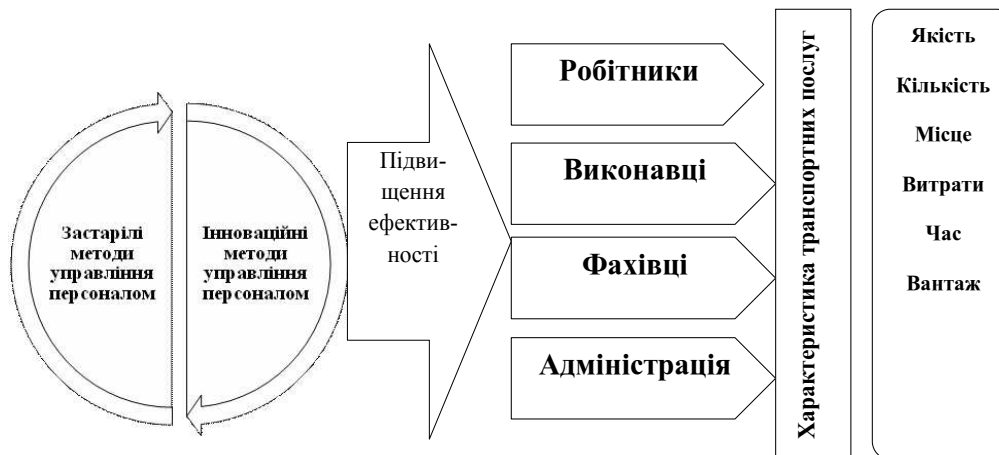 Застарілі
методи
управління
персоналом
Інноваційні
методи
управління
персоналом
Підви-
щення
ефектив-
ності
Робітники
Виконавці
Фахівці
Адміністрація
Характеристика транспортних послуг
Якість
Кількість
Місце
Витрати
Час
Вантаж